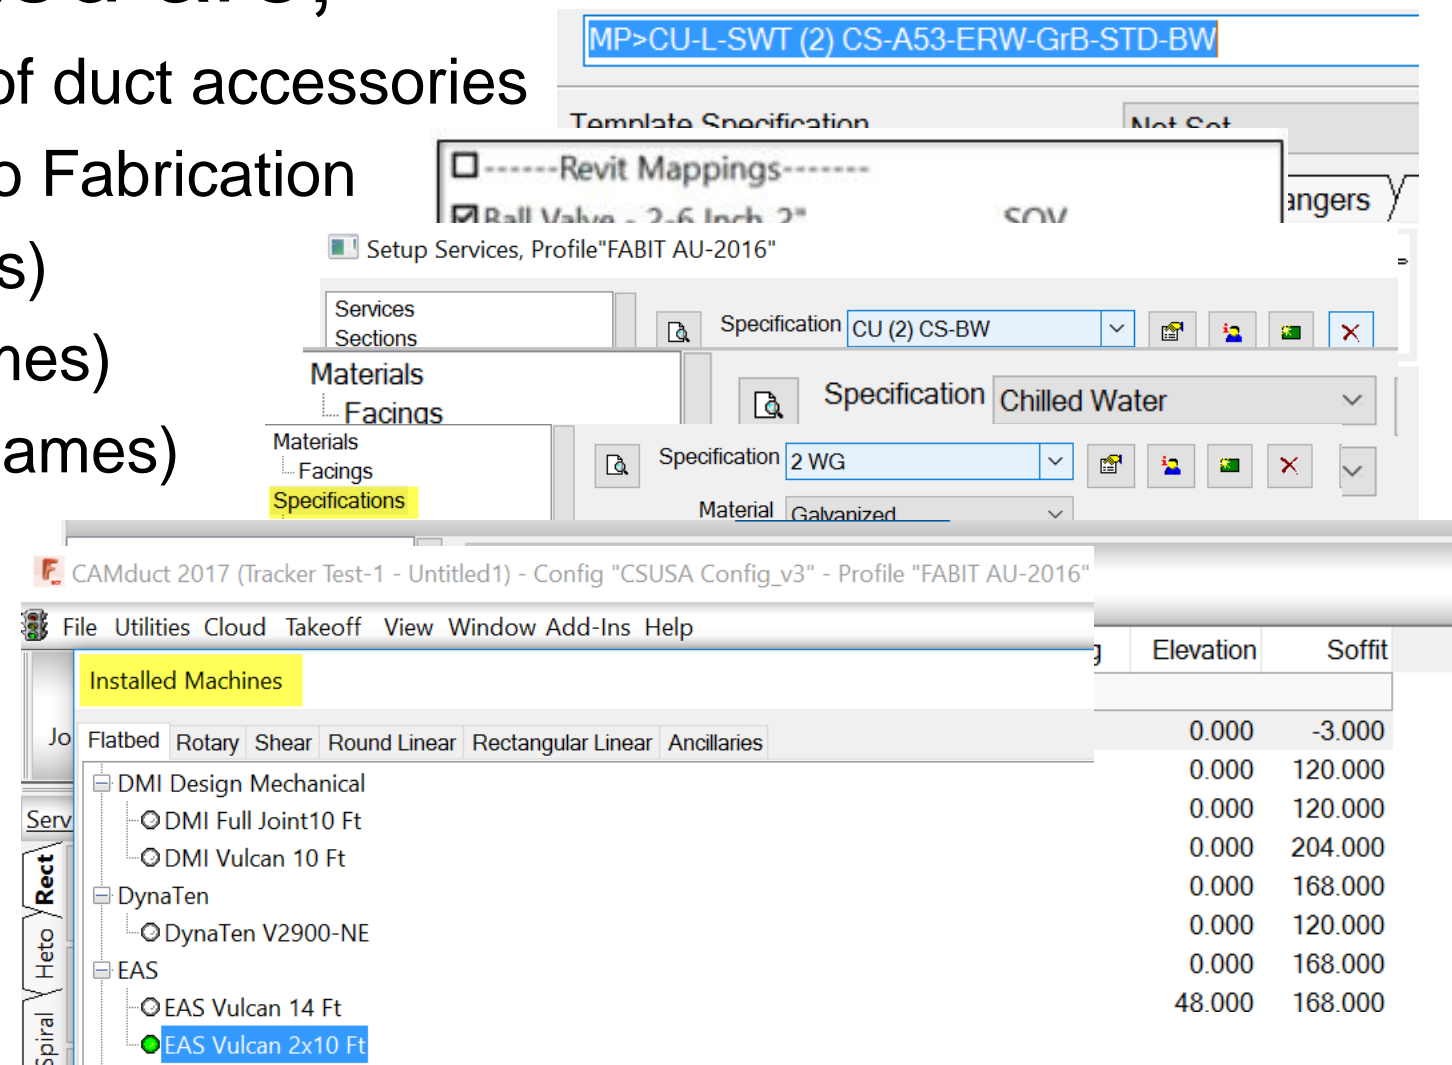 MP>CU-L-SWT (2) CS-A53-ERW-GrB-STD-BW
of duct accessories
Template Specification
Not Set
------Revit Mappings-------
Fabrication
Ball Valve - 2-6 Inch 2" SOV
Setup Services, Profile"FABIT AU-2016"
Services
Sections
Specification CU (2) CS-BW
Materials
Facings
Specification Chilled Water
Materials
Facings
Specifications
Specification 2 WG
Material Galvanized
CAMduct 2017 (Tracker Test-1 - Untitled1) - Config "CSUSA Config_v3" - Profile "FABIT AU-2016"
File Utilities Cloud Takeoff View Window Add-Ins Help
Elevation Soffit
Installed Machines
Flatbed Rotary Shear Round Linear Rectangular Linear Ancillaries
0.000 -3.000
0.000 120.000
0.000 120.000
0.000 204.000
0.000 168.000
0.000 120.000
0.000 168.000
48.000 168.000
DMI Design Mechanical
DMI Full Joint10 Ft
DMI Vulcan 10 Ft
DynaTen
DynaTen V2900-NE
EAS
EAS Vulcan 14 Ft
EAS Vulcan 2x10 Ft
Rect
Heto
Spiral